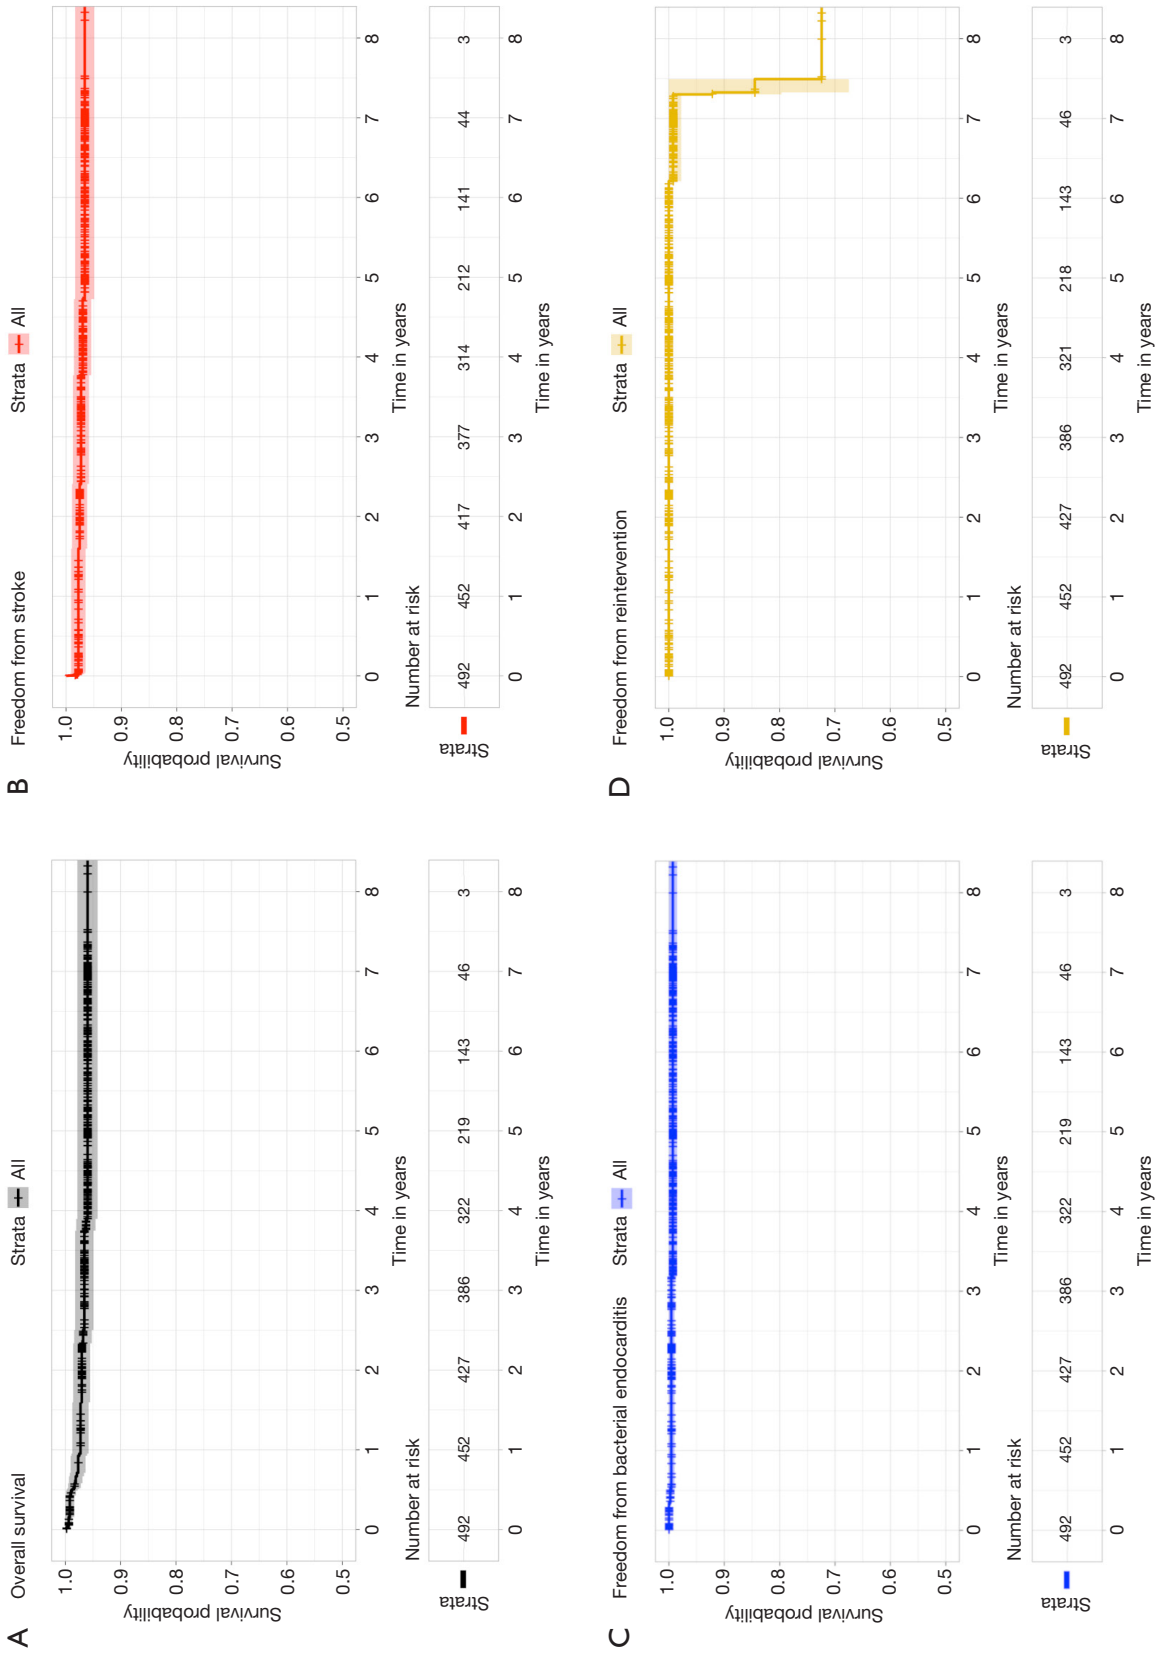 A
Overall survival
Strata All
Survival probability
1.0
0.9
0.8
0.7
0.6
0.5
0 1 2 3 4 5 6 7 8
Time in years
Number at risk
Strata
492 452 427 386 322 219 143 46 3
0 1 2 3 4 5 6 7 8
Time in years
B
Freedom from stroke
Strata All
Survival probability
1.0
0.9
0.8
0.7
0.6
0.5
0 1 2 3 4 5 6 7 8
Time in years
Number at risk
Strata
492 452 417 377 314 212 141 44 3
0 1 2 3 4 5 6 7 8
Time in years
C
Freedom from bacterial endocarditis
Strata All
Survival probability
1.0
0.9
0.8
0.7
0.6
0.5
0 1 2 3 4 5 6 7 8
Time in years
Number at risk
Strata
492 452 427 386 322 219 143 46 3
0 1 2 3 4 5 6 7 8
Time in years
D
Freedom from reintervention
Strata All
Survival probability
1.0
0.9
0.8
0.7
0.6
0.5
0 1 2 3 4 5 6 7 8
Time in years
Number at risk
Strata
492 452 427 386 321 218 143 46 3
0 1 2 3 4 5 6 7 8
Time in years